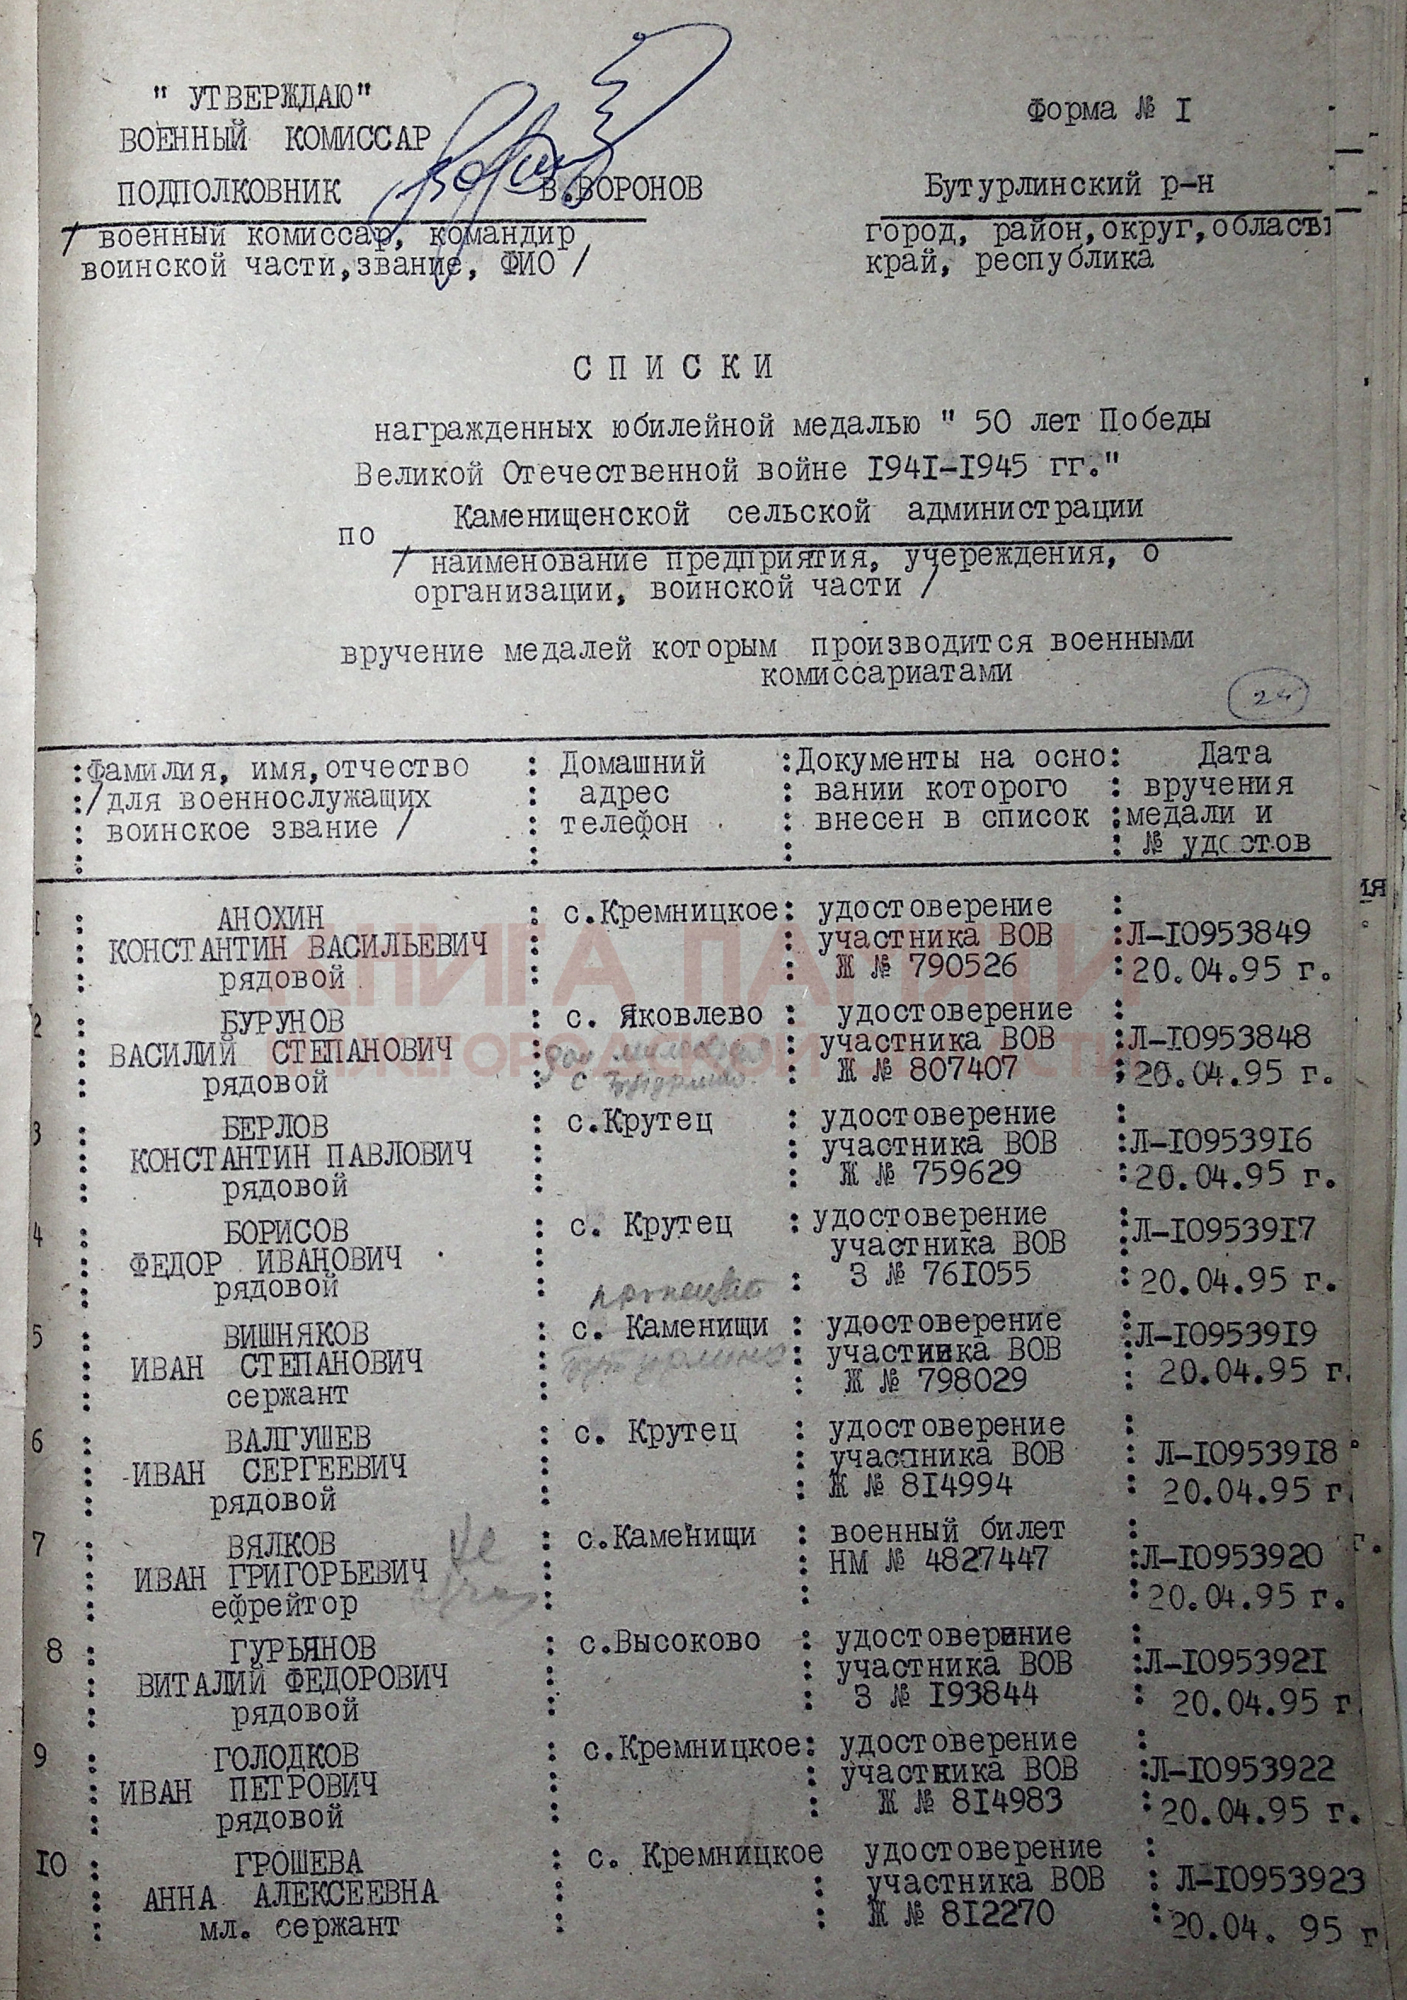 " УТВЕРЖДАЮ"
ВОЕННЫЙ КОМИССАР
ПОДПОЛКОВНИК В.ВОРОНОВ
/ военный комиссар, командир
воинской части,звание, ФИО /
Форма № I
Бутурлинский р-н
город, район,округ,область
край, республика
С П И С К И
награжденных юбилейной медалью " 50 лет Победы
Великой Отечественной войне I94I-I945 гг."
по Каменищенской сельской администрации
/ наименование предприятия, учереждения, о
организации, воинской части /
вручение медалей которым производится военными
комиссариатами
24
:Фамилия, имя,отчество : Домашний :Документы на осно: Дата
:/для военнослужащих : адрес : вании которого : вручения
: воинское звание / : телефон : внесен в список :медали и
: : : : № удостов
I : АНОХИН : с.Кремницкое: удостоверение :
: КОНСТАНТИН ВАСИЛЬЕВИЧ : : участника ВОВ :Л-I0953849
: рядовой : : Ж № 790526 :20.04.95 г.
2 : БУРУНОВ : с. Яковлево : удостоверение :
: ВАСИЛИЙ СТЕПАНОВИЧ : : участника ВОВ :Л-I0953848
: рядовой : с : Ж № 807407 :20.04.95 г.
3 : БЕРЛОВ : с.Крутец : удостоверение :
: КОНСТАНТИН ПАВЛОВИЧ : : участника ВОВ :Л-I09539I6
: рядовой : : Ж № 759629 :20.04.95 г.
4 : БОРИСОВ : с. Крутец : удостоверение :
: ФЕДОР ИВАНОВИЧ : участника ВОВ :Л-I09539I7
: рядовой : : З № 76I055 : 20.04.95 г.
5 : ВИШНЯКОВ : с. Каменищи : удостоверение :
: ИВАН СТЕПАНОВИЧ : Бутурлино : участника ВОВ :Л-I09539I9
: сержант : : Ж № 798029 : 20.04.95 г.
6 : ВАЛГУШЕВ : с. Крутец : удостоверение :
: ИВАН СЕРГЕЕВИЧ : : учасдника ВОВ : Л-I09539I8
: рядовой : : Ж № 8I4994 : 20.04.95 г.
7 : ВЯЛКОВ Не : с.Каменищи : военный билет :
: ИВАН ГРИГОРЬЕВИЧ : : НМ № 4827447 :Л-I0953920
: ефрейтор : : :20.04.95 г.
8 : ГУРЬЯНОВ : с.Высоково : удостоверение :
: ВИТАЛИЙ ФЕДОРОВИЧ : : участника ВОВ :Л-I095392I
: рядовой : : З № I93844 : 20.04.95 г
9 : ГОЛОДКОВ : с.Кремницкое: удостоверение :
: ИВАН ПЕТРОВИЧ : : участника ВОВ :Л-I0953922
: рядовой : : Ж № 8I4983 : 20.04.95 г.
I0 : ГРОШЕВА : с. Кремницкое удостоверение :
: АННА АЛЕКСЕЕВНА : : участника ВОВ : Л-I0953923
: мл. сержант : : Ж № 8I2270 :20.04. 95 г
КНИГА ПАМЯТИ
НИЖЕГОРОДСКОЙ ОБЛАСТИ